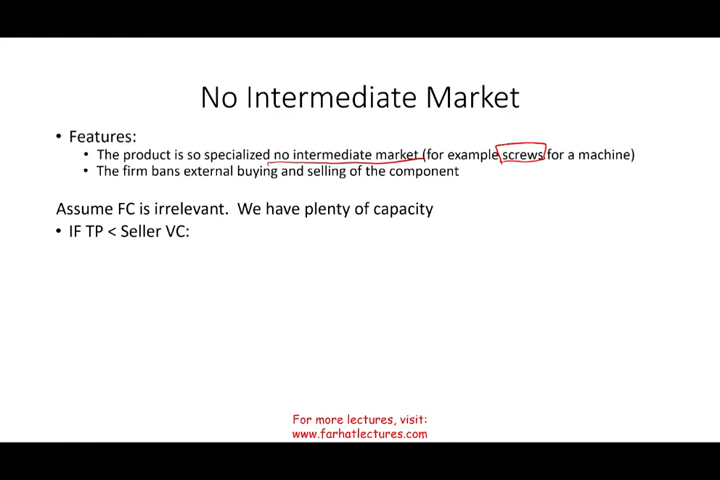 No Intermediate Market
• Features:
• The product is so specialized no intermediate market (for example screws for a machine)
• The firm bans external buying and selling of the component
Assume FC is irrelevant. We have plenty of capacity
• IF TP < Seller VC:
For more lectures, visit:
www.farhatlectures.com